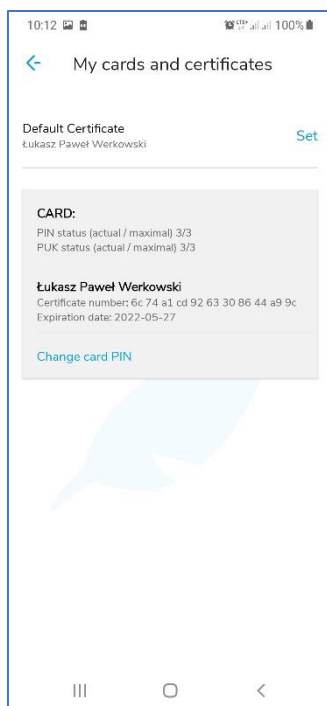 10:12 100%
My cards and certificates
Default Certificate
Łukasz Paweł Werkowski
Set
CARD:
PIN status (actual / maximal) 3/3
PUK status (actual / maximal) 3/3
Łukasz Paweł Werkowski
Certificate number: 6c 74 a1 cd 92 63 30 86 44 a9 9c
Expiration date: 2022-05-27
Change card PIN